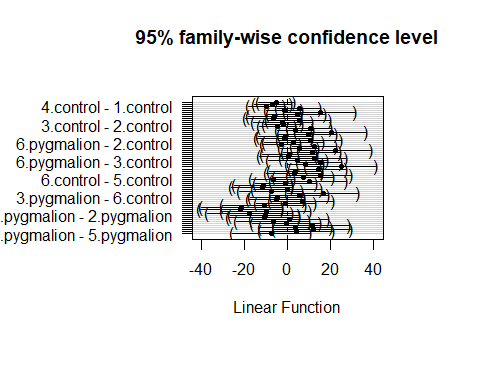 95% family-wise confidence level
4.control - 1.control
3.control - 2.control
6.pygmalion - 2.control
6.pygmalion - 3.control
6.control - 5.control
3.pygmalion - 6.control
.pygmalion - 2.pygmalion
.pygmalion - 5.pygmalion
-40 -20 0 20 40
Linear Function